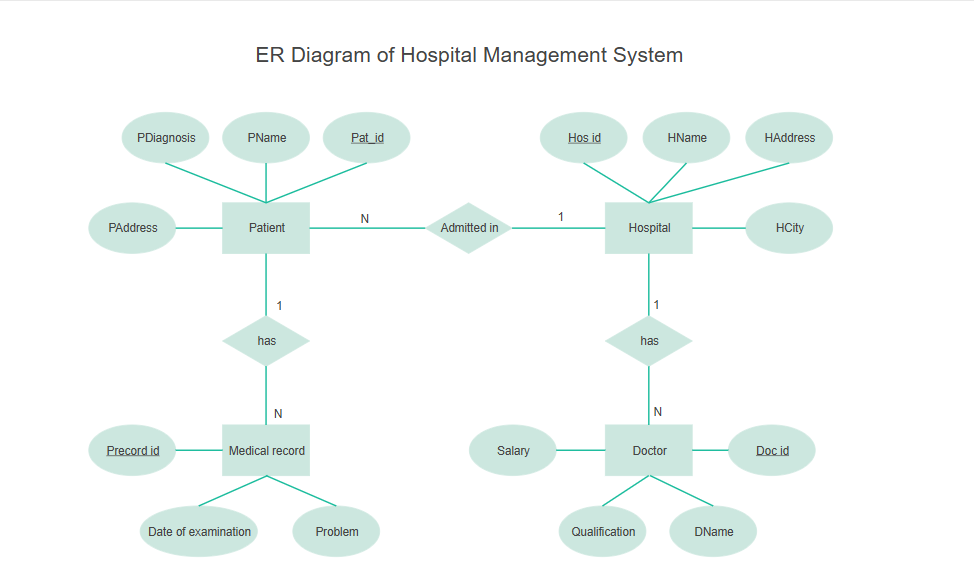 ER Diagram of Hospital Management System
PDiagnosis
PName
Pat_id
Hos id
HName
HAddress
PAddress
Patient
N
Admitted in
1
Hospital
HCity
1
1
has
has
N
N
Precord id
Medical record
Salary
Doctor
Doc id
Date of examination
Problem
Qualification
DName